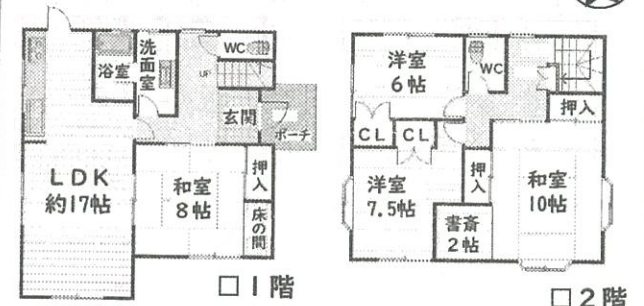 浴室
洗面室
WC
UP
玄関
ポーチ
LDK
約17帖
和室
8帖
押入
床の間
□1階
洋室
6帖
WC
押入
CL
CL
洋室
7.5帖
押入
和室
10帖
書斎
2帖
□2階